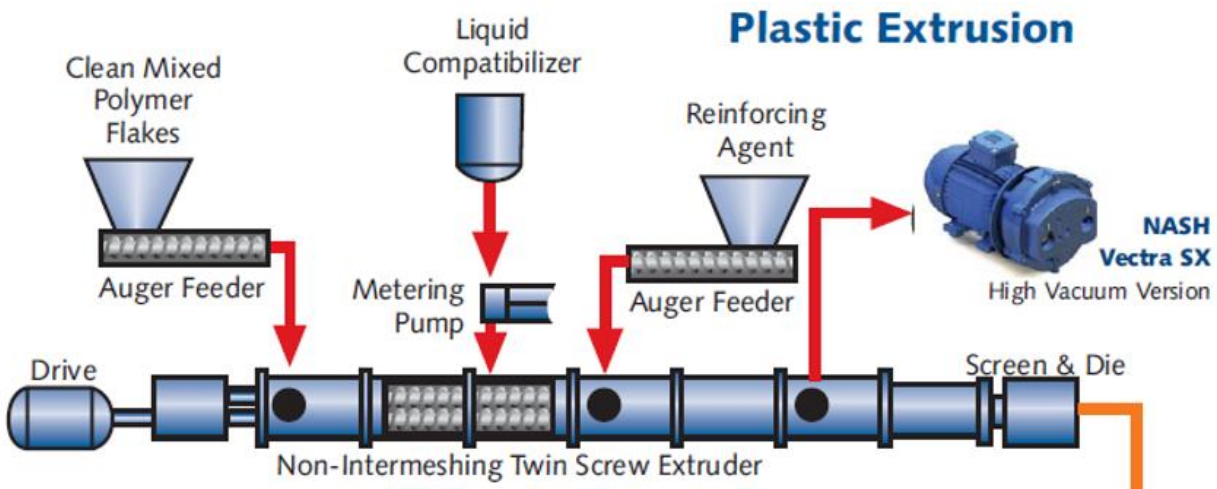 Plastic Extrusion
Clean Mixed
Polymer
Flakes
Liquid
Compatibilizer
Reinforcing
Agent
NASH
Vectra SX
High Vacuum Version
Auger Feeder
Metering
Pump
Auger Feeder
Drive
Screen & Die
Non-Intermeshing Twin Screw Extruder